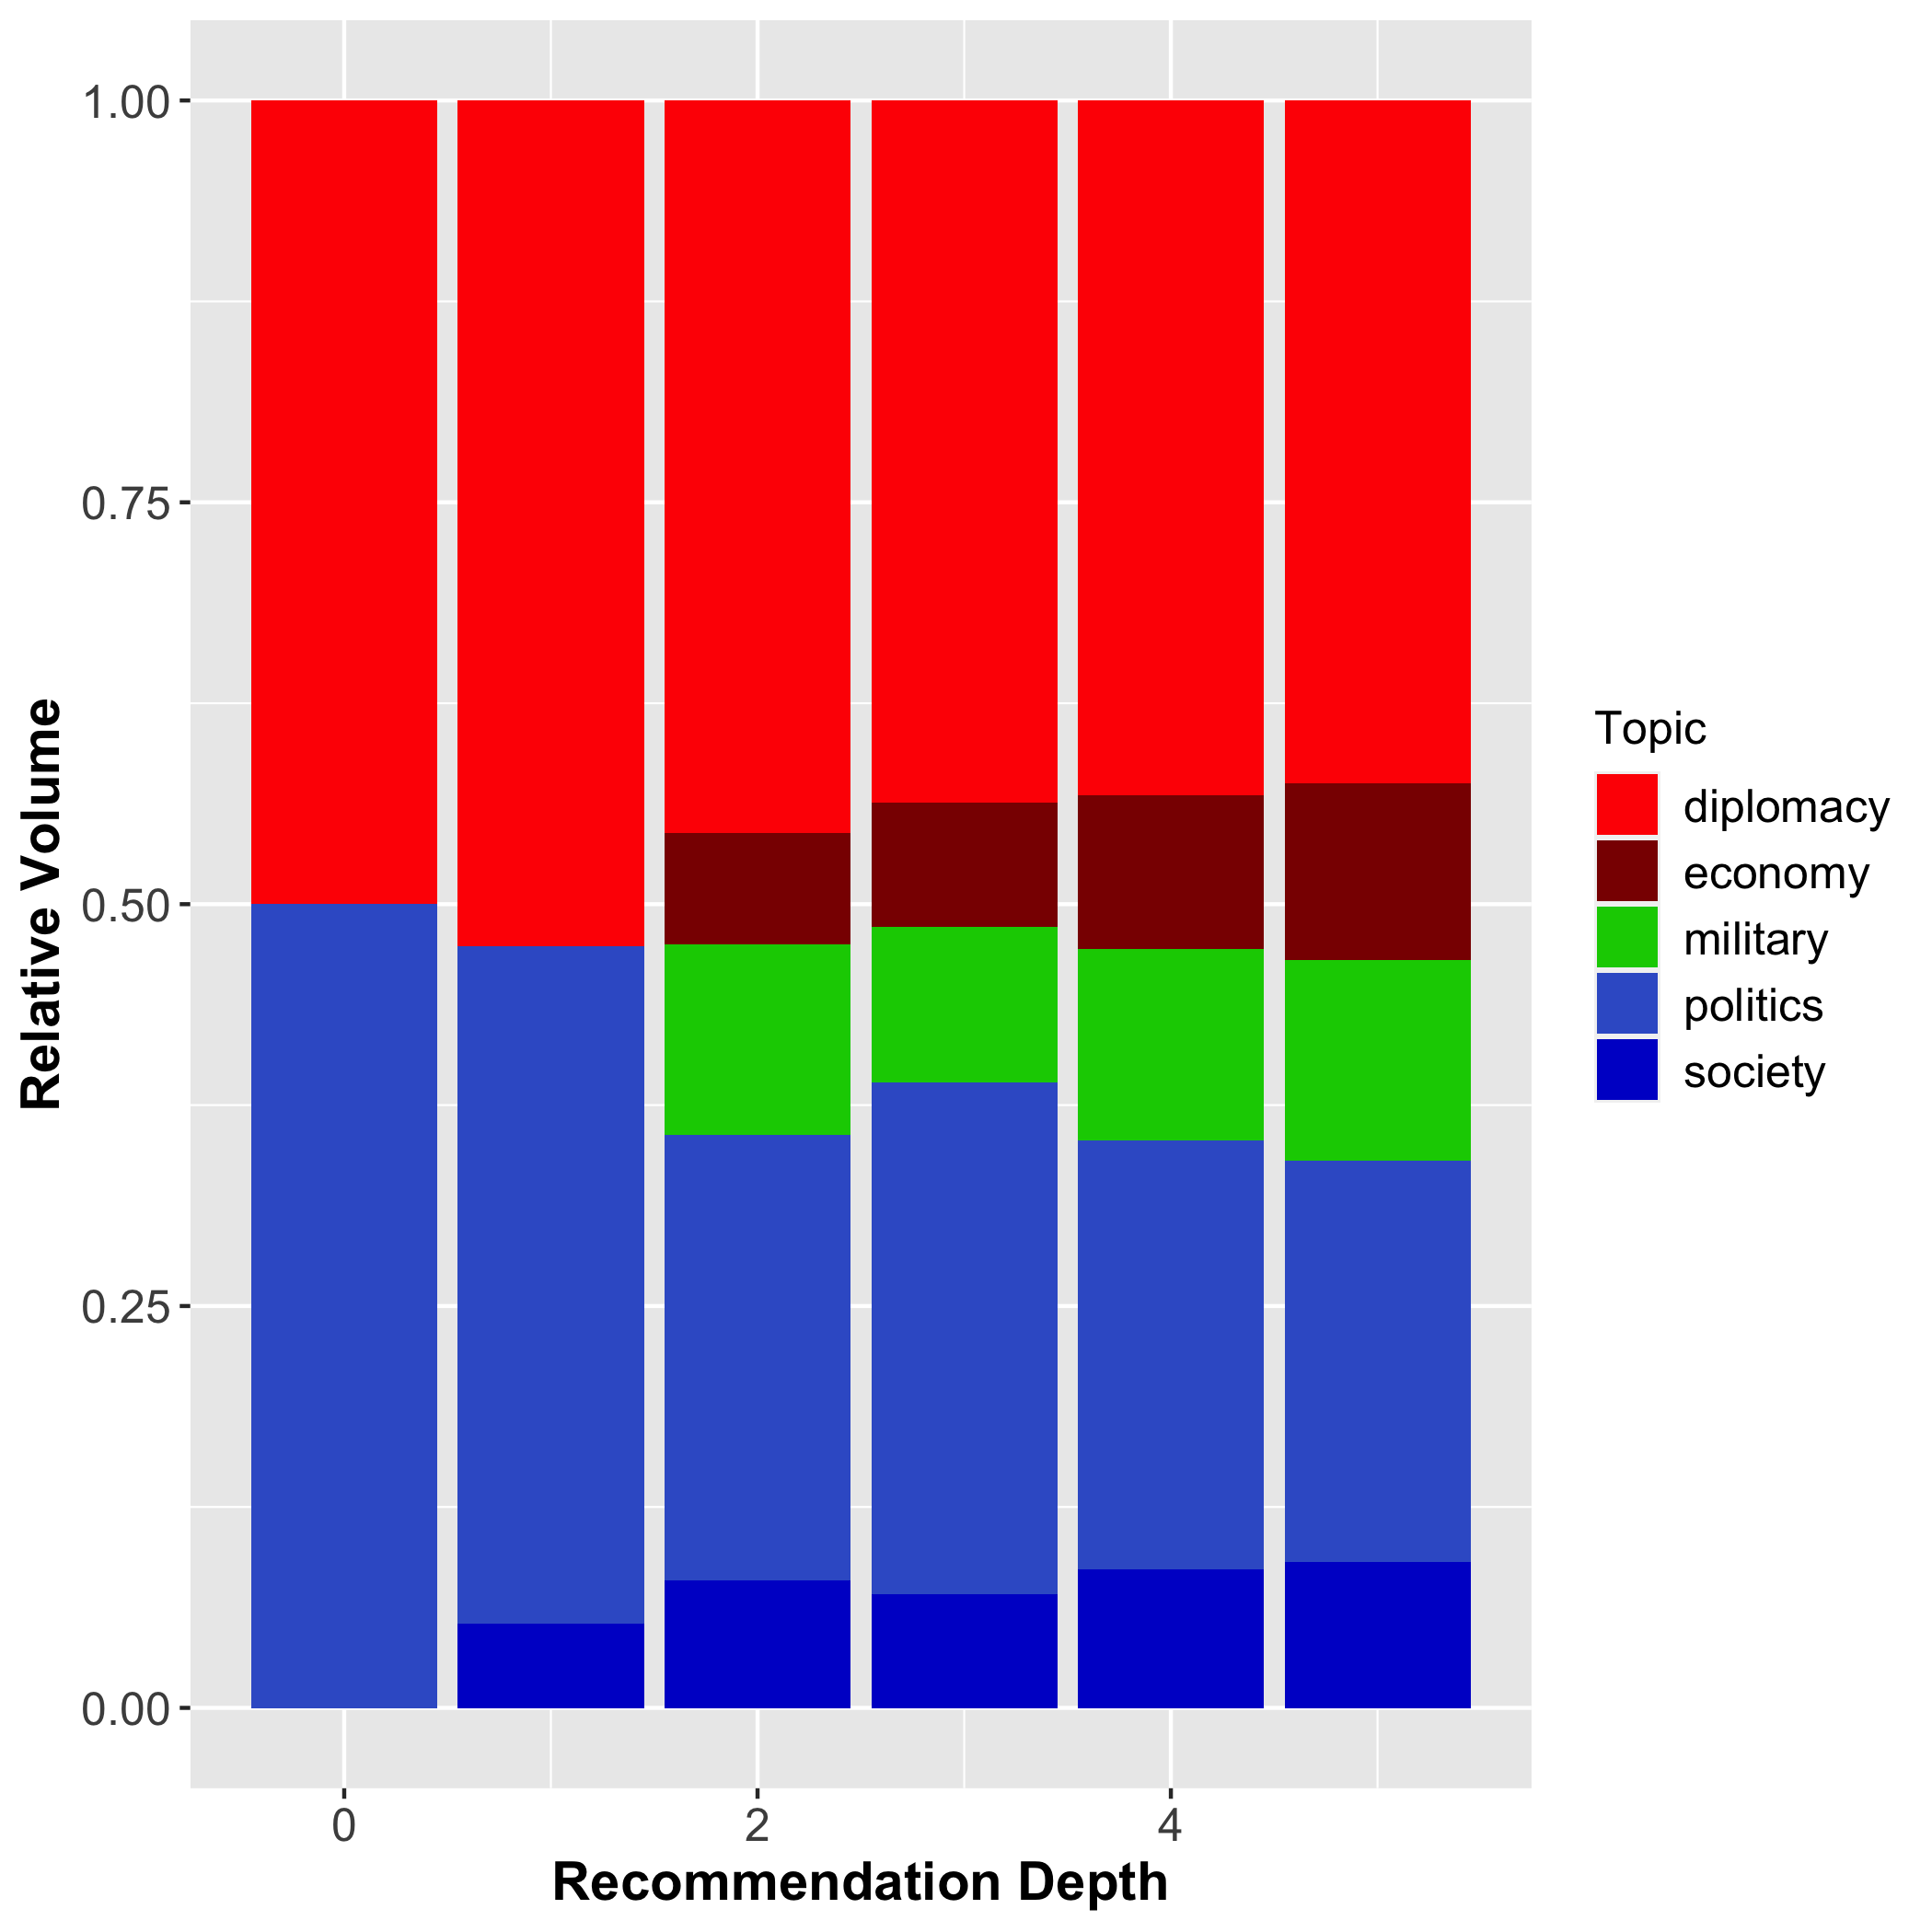 Relative Volume
1.00
0.75
0.50
0.25
0.00
0 2 4
Recommendation Depth
Topic
diplomacy
economy
military
politics
society